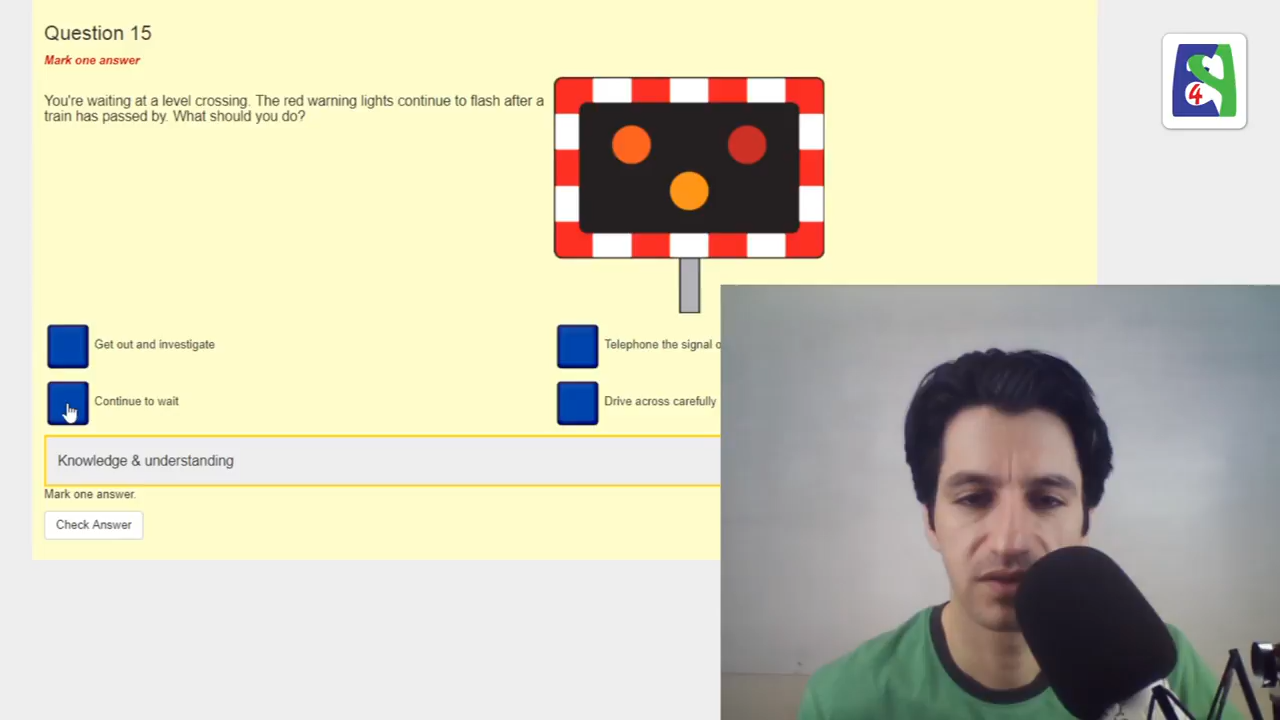 Question 15
Mark one answer
You're waiting at a level crossing. The red warning lights continue to flash after a
train has passed by. What should you do?
4
Get out and investigate
Telephone the signal
Continue to wait
Drive across carefully
Knowledge & understanding
Mark one answer.
Check Answer